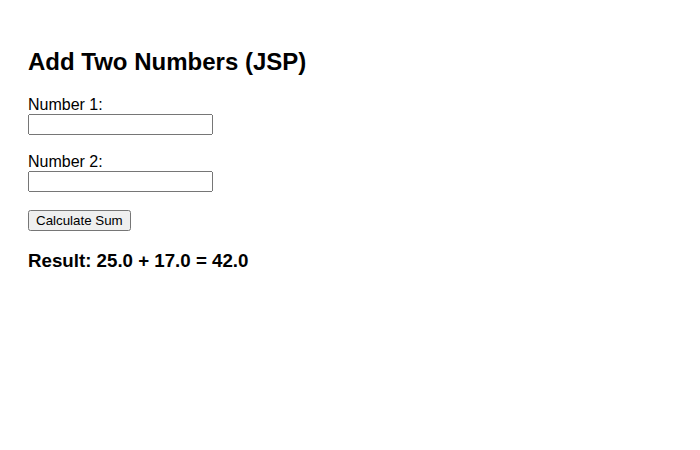 Add Two Numbers (JSP)
Number 1:
Number 2:
Calculate Sum
Result: 25.0 + 17.0 = 42.0